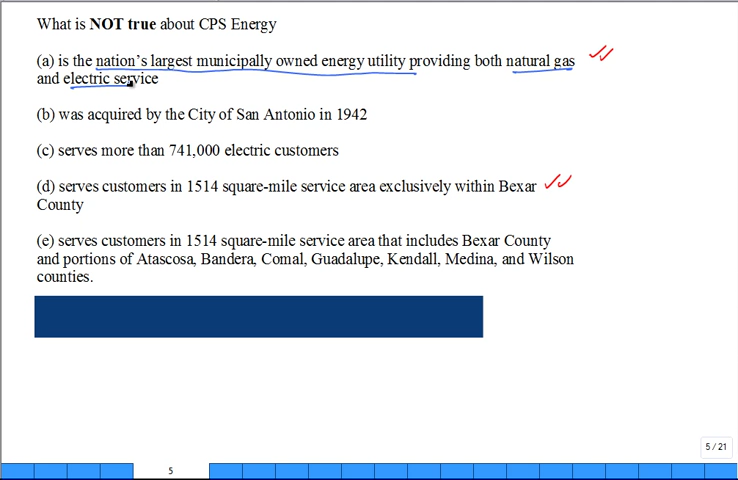 What is NOT true about CPS Energy
(a) is the nation's largest municipally owned energy utility providing both natural gas
and electric service
(b) was acquired by the City of San Antonio in 1942
(c) serves more than 741,000 electric customers
(d) serves customers in 1514 square-mile service area exclusively within Bexar
County
(e) serves customers in 1514 square-mile service area that includes Bexar County
and portions of Atascosa, Bandera, Comal, Guadalupe, Kendall, Medina, and Wilson
counties.
5 / 21
5